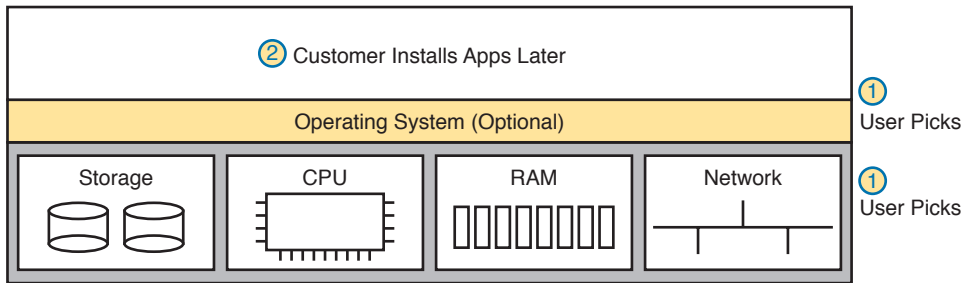 ② Customer Installs Apps Later
①
User Picks
Operating System (Optional)
Storage
CPU
RAM
Network
①
User Picks